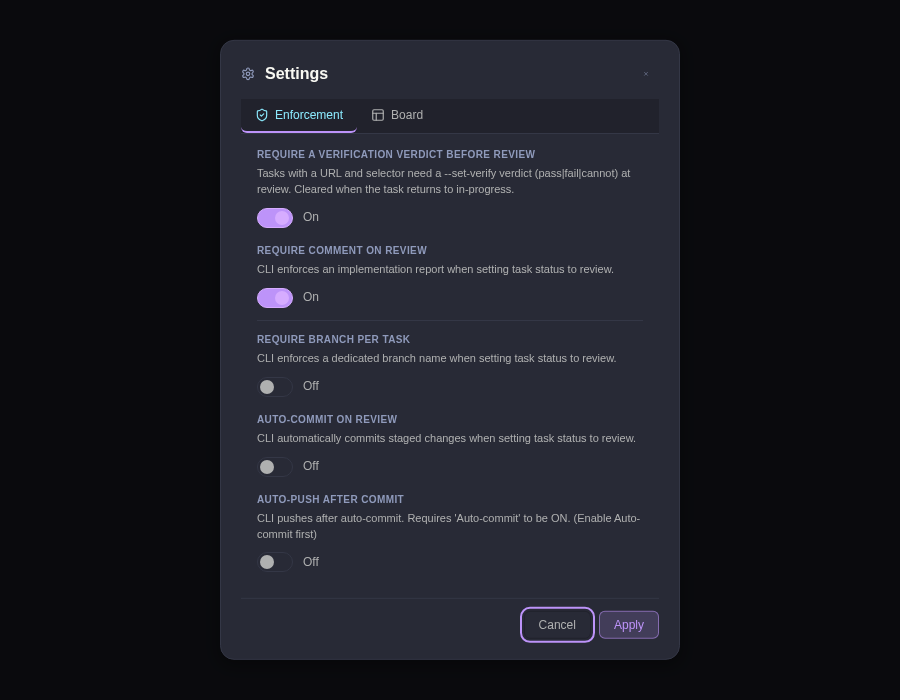 Settings
×
Enforcement
Board
REQUIRE A VERIFICATION VERDICT BEFORE REVIEW
Tasks with a URL and selector need a --set-verify verdict (pass|fail|cannot) at
review. Cleared when the task returns to in-progress.
On
REQUIRE COMMENT ON REVIEW
CLI enforces an implementation report when setting task status to review.
On
REQUIRE BRANCH PER TASK
CLI enforces a dedicated branch name when setting task status to review.
Off
AUTO-COMMIT ON REVIEW
CLI automatically commits staged changes when setting task status to review.
Off
AUTO-PUSH AFTER COMMIT
CLI pushes after auto-commit. Requires 'Auto-commit' to be ON. (Enable Auto-
commit first)
Off
Cancel
Apply